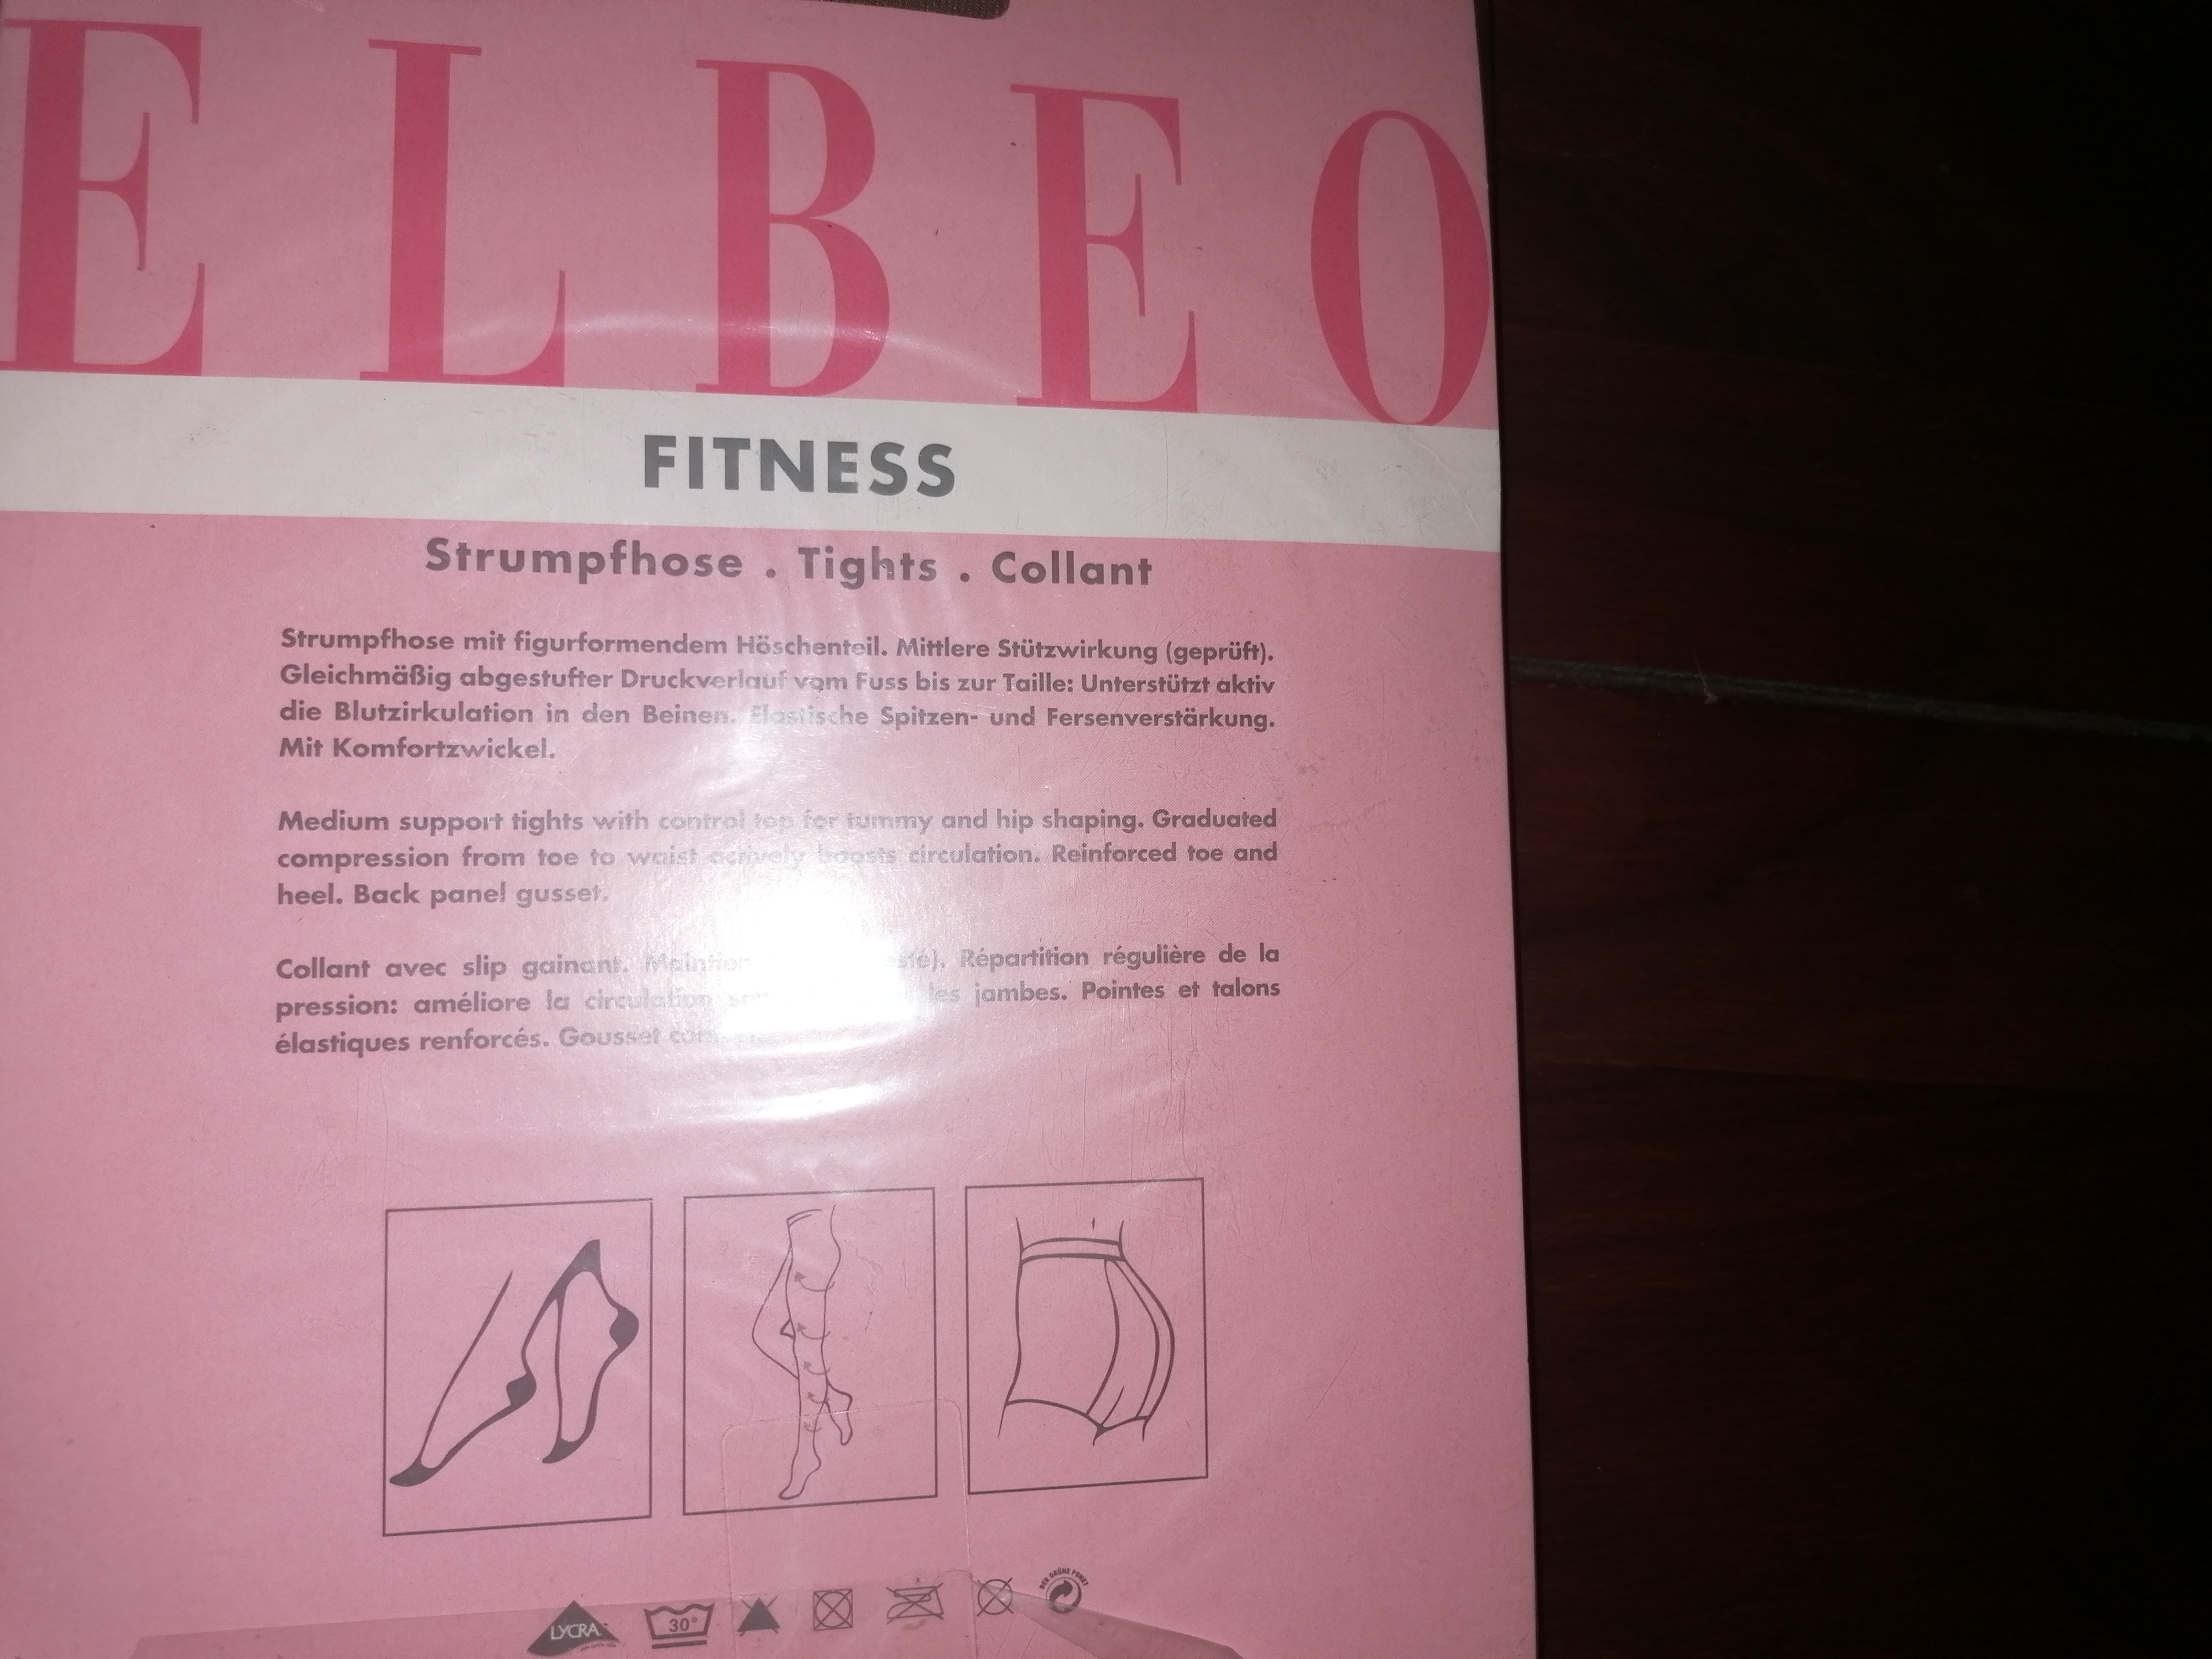 ELBEO
FITNESS
Strumpfhose . Tights . Collant
Strumpfhose mit figurformendem Höschenteil. Mittlere Stützwirkung (geprüft).
Gleichmäßig abgestufter Druckverlauf vom Fuss bis zur Taille: Unterstützt aktiv
die Blutzirkulation in den Beinen. Elastische Spitzen- und Fersenverstärkung.
Mit Komfortzwickel.
Medium support tights with control top for tummy and hip shaping. Graduated
compression from toe to waist actively boosts circulation. Reinforced toe and
heel. Back panel gusset.
Collant avec slip gainant. Maintien Répartition régulière de la
pression: améliore la circulation les jambes. Pointes et talons
élastiques renforcés. Gousset
LYCRA
30°
DER GRÜNE PUNKT